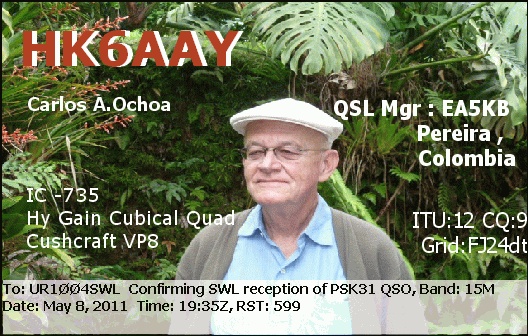 HK6AAY
Carlos A.Ochoa
QSL Mgr : EA5KB
Pereira ,
Colombia
IC -735
Hy Gain Cubical Quad
Cushcraft VP8
ITU:12 CQ:9
Grid:FJ24dt
To: UR1ØØ4SWL Confirming SWL reception of PSK31 QSO, Band: 15M
Date: May 8, 2011 Time: 19:35Z, RST: 599